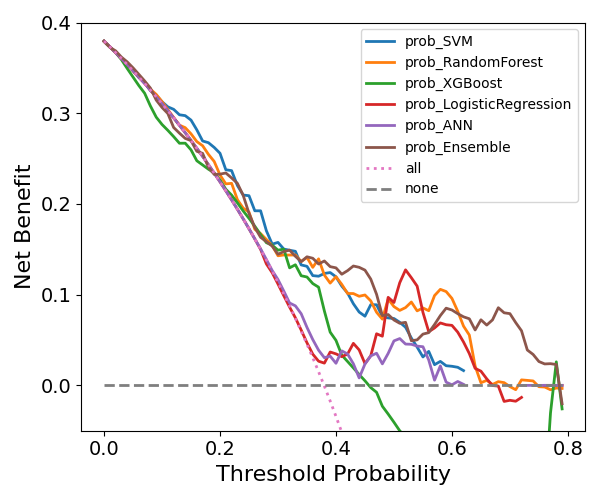 0.4
0.3
0.2
0.1
0.0
0.0
0.2
0.4
0.6
0.8
Net Benefit
Threshold Probability
prob_SVM
prob_RandomForest
prob_XGBoost
prob_LogisticRegression
prob_ANN
prob_Ensemble
all
none